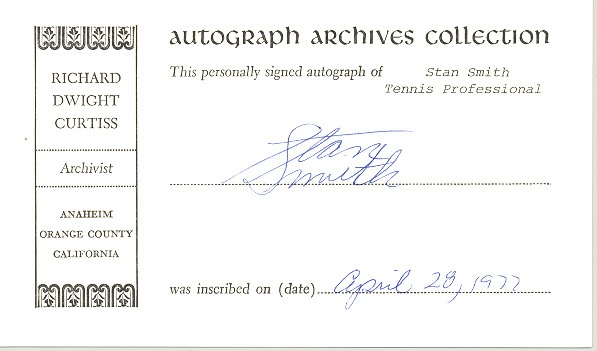 autograph archives collection
RICHARD
DWIGHT
CURTISS
Archivist
ANAHEIM
ORANGE COUNTY
CALIFORNIA
This personally signed autograph of Stan Smith
Tennis Professional
Stan
Smith
was inscribed on (date) April 28, 1977